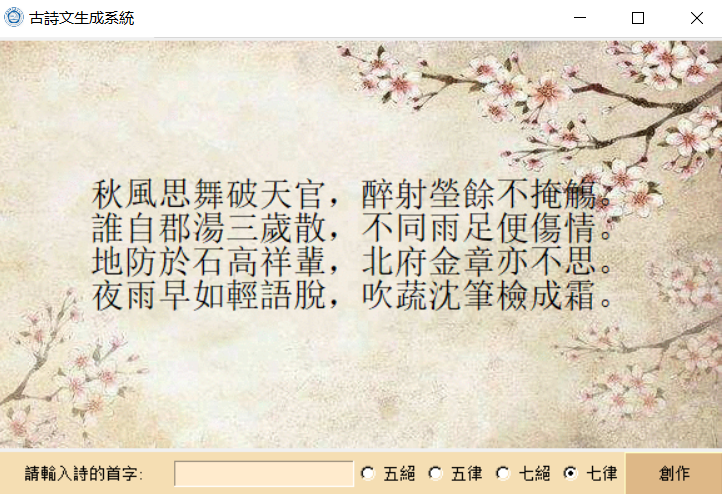 古詩文生成系統
秋風思舞破天官，醉射塋餘不掩觴。
誰自郡湯三歲散，不同雨足便傷情。
地防於石高祥輩，北府金章亦不思。
夜雨早如輕語脫，吹蔬沈筆檢成霜。
請輸入詩的首字: 五絕 五律 七絕 七律 創作